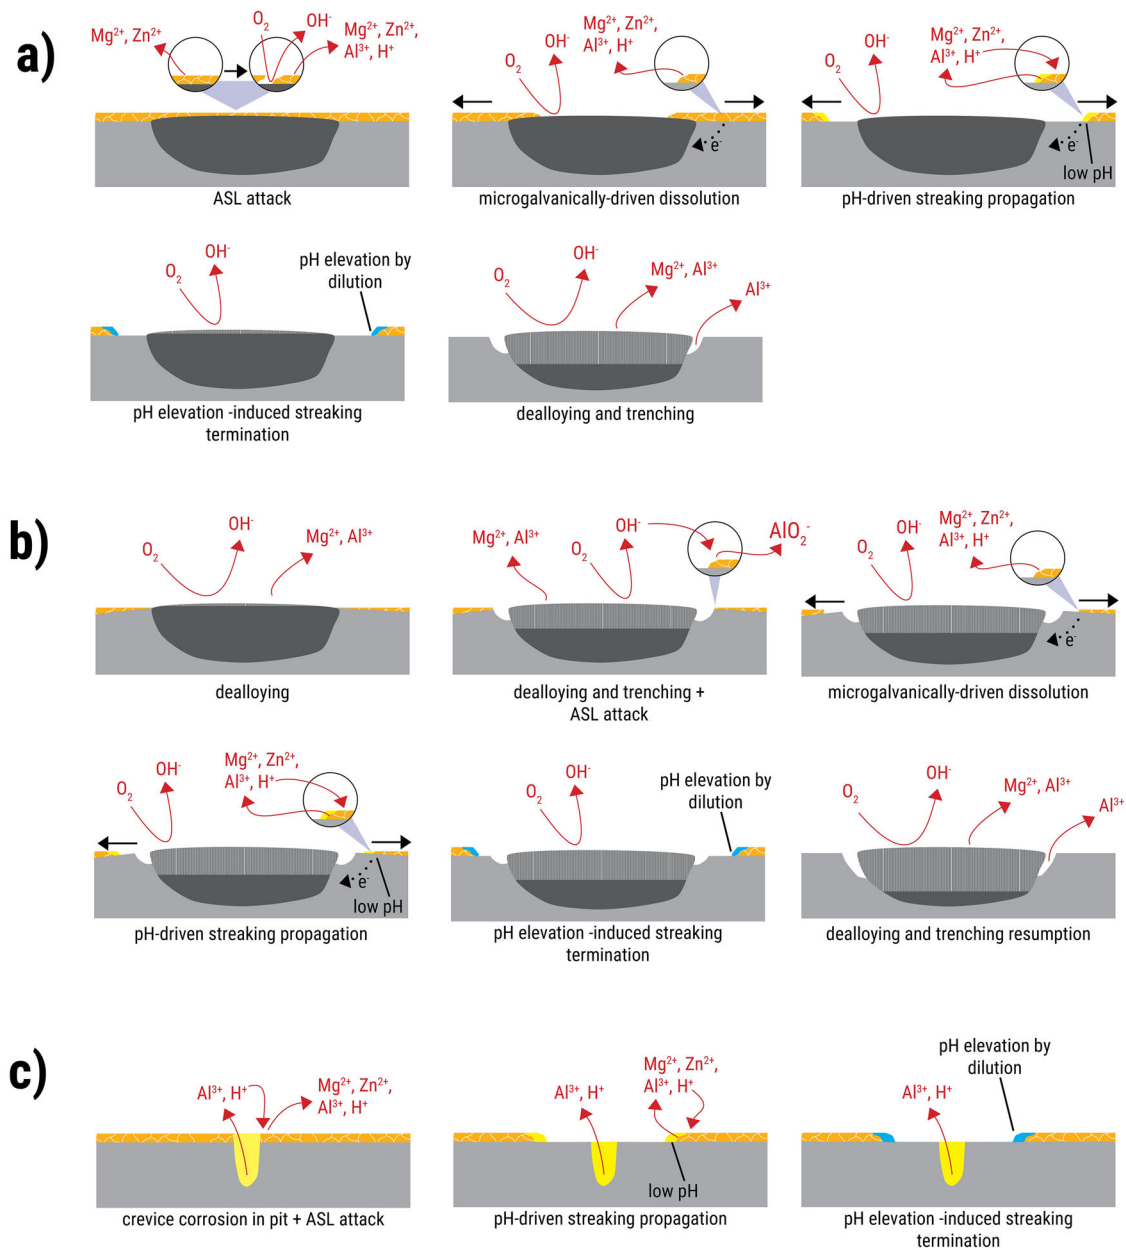 a)
Mg²⁺, Zn²⁺
O₂
OH⁻
Mg²⁺, Zn²⁺,
Al³⁺, H⁺
ASL attack
O₂
OH⁻
Mg²⁺, Zn²⁺,
Al³⁺, H⁺
e⁻
microgalvanically-driven dissolution
O₂
OH⁻
Mg²⁺, Zn²⁺,
Al³⁺, H⁺
e⁻
low pH
pH-driven streaking propagation
O₂
OH⁻
pH elevation by
dilution
pH elevation -induced streaking
termination
O₂
OH⁻
Mg²⁺, Al³⁺
Al³⁺
dealloying and trenching
b)
O₂
OH⁻
Mg²⁺, Al³⁺
dealloying
Mg²⁺, Al³⁺
O₂
OH⁻
AlO₂⁻
dealloying and trenching +
ASL attack
O₂
OH⁻
Mg²⁺, Zn²⁺,
Al³⁺, H⁺
e⁻
microgalvanically-driven dissolution
O₂
OH⁻
Mg²⁺, Zn²⁺,
Al³⁺, H⁺
e⁻
low pH
pH-driven streaking propagation
O₂
OH⁻
pH elevation by
dilution
pH elevation -induced streaking
termination
O₂
OH⁻
Mg²⁺, Al³⁺
Al³⁺
dealloying and trenching resumption
c)
Al³⁺, H⁺
Mg²⁺, Zn²⁺,
Al³⁺, H⁺
crevice corrosion in pit + ASL attack
Al³⁺, H⁺
Mg²⁺, Zn²⁺,
Al³⁺, H⁺
low pH
pH-driven streaking propagation
Al³⁺, H⁺
pH elevation by
dilution
pH elevation -induced streaking
termination